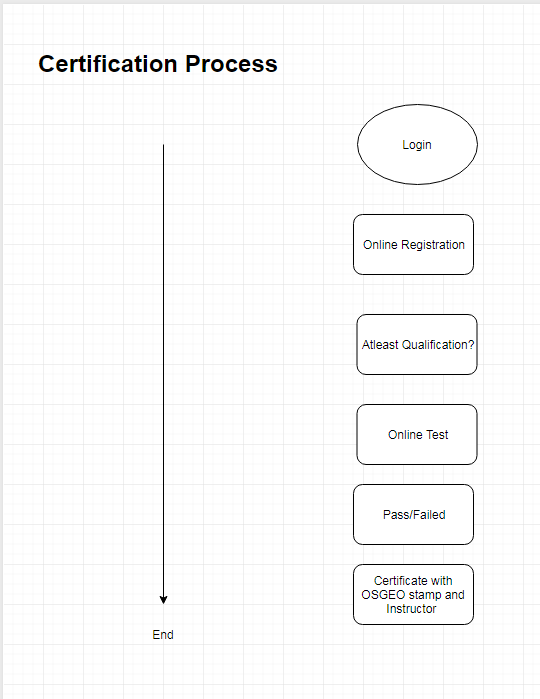 Certification Process
Login
Online Registration
Atleast Qualification?
Online Test
Pass/Failed
Certificate with
OSGEO stamp and
Instructor
End